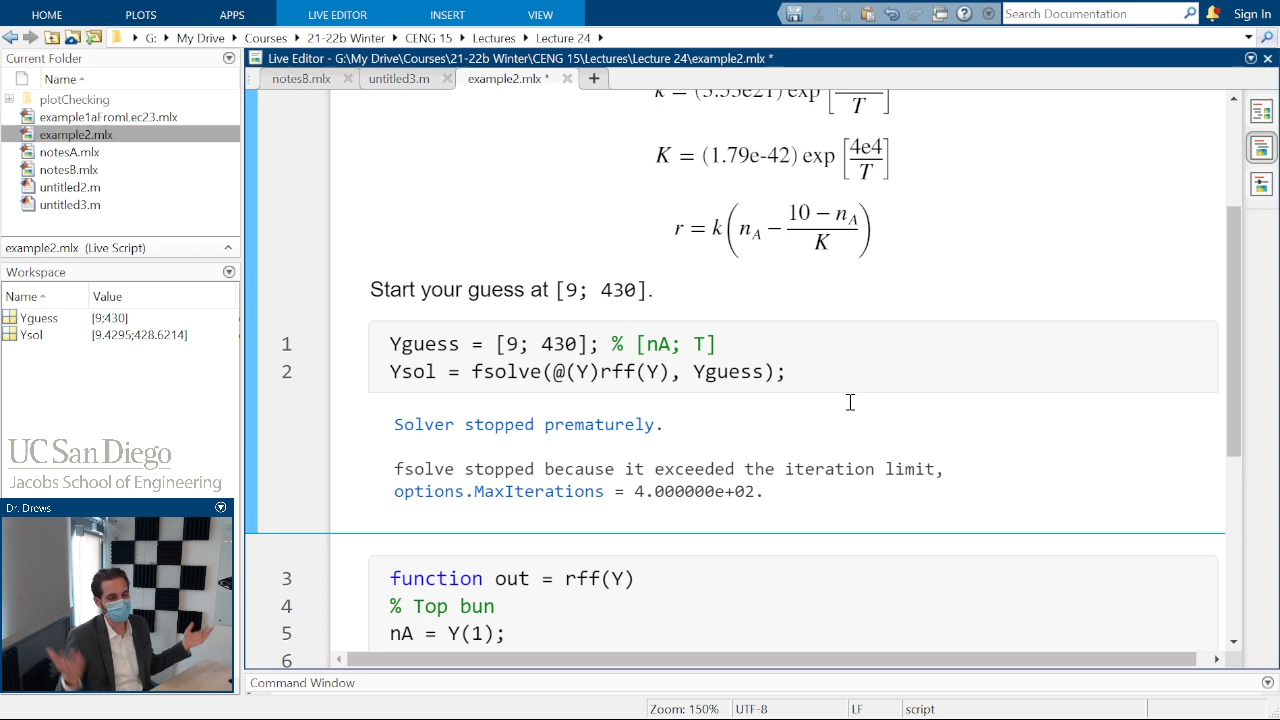 HOME PLOTS APPS LIVE EDITOR INSERT VIEW Search Documentation Sign In
G: My Drive Courses 21-22b Winter CENG 15 Lectures Lecture 24
Current Folder
Name
plotChecking
example1aFromLec23.mlx
example2.mlx
notesA.mlx
notesB.mlx
untitled2.m
untitled3.m
example2.mlx (Live Script)
Workspace
Name Value
Yguess [9;430]
Ysol [9.4295;428.6214]
UC San Diego
Jacobs School of Engineering
Dr. Drews
Live Editor - G:\My Drive\Courses\21-22b Winter\CENG 15\Lectures\Lecture 24\example2.mlx *
notesB.mlx untitled3.m example2.mlx *
T
K = (1.79e-42) exp [4e4/T]
r = k(n_A − (10 − n_A)/K)
Start your guess at [9; 430].
1 Yguess = [9; 430]; % [nA; T]
2 Ysol = fsolve(@(Y)rff(Y), Yguess);
Solver stopped prematurely.
fsolve stopped because it exceeded the iteration limit,
options.MaxIterations = 4.000000e+02.
3 function out = rff(Y)
4 % Top bun
5 nA = Y(1);
6
Command Window
Zoom: 150% UTF-8 LF script